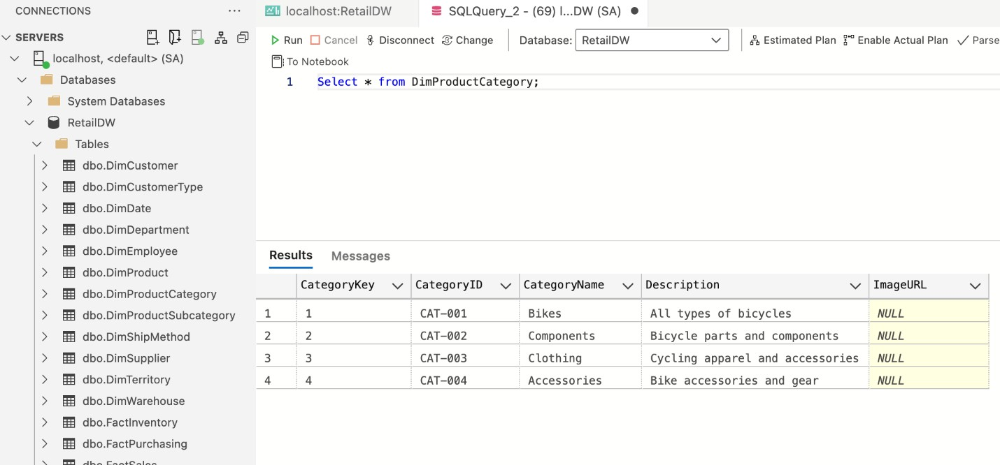 CONNECTIONS ...
SERVERS
localhost, <default> (SA)
Databases
System Databases
RetailDW
Tables
dbo.DimCustomer
dbo.DimCustomerType
dbo.DimDate
dbo.DimDepartment
dbo.DimEmployee
dbo.DimProduct
dbo.DimProductCategory
dbo.DimProductSubcategory
dbo.DimShipMethod
dbo.DimSupplier
dbo.DimTerritory
dbo.DimWarehouse
dbo.FactInventory
dbo.FactPurchasing
dbo.FactSales
localhost:RetailDW SQLQuery_2 - (69) l...DW (SA) ●
Run Cancel Disconnect Change Database: RetailDW Estimated Plan Enable Actual Plan Parse
To Notebook
1 Select * from DimProductCategory;
Results Messages
CategoryKey CategoryID CategoryName Description ImageURL
1 1 CAT-001 Bikes All types of bicycles NULL
2 2 CAT-002 Components Bicycle parts and components NULL
3 3 CAT-003 Clothing Cycling apparel and accessories NULL
4 4 CAT-004 Accessories Bike accessories and gear NULL